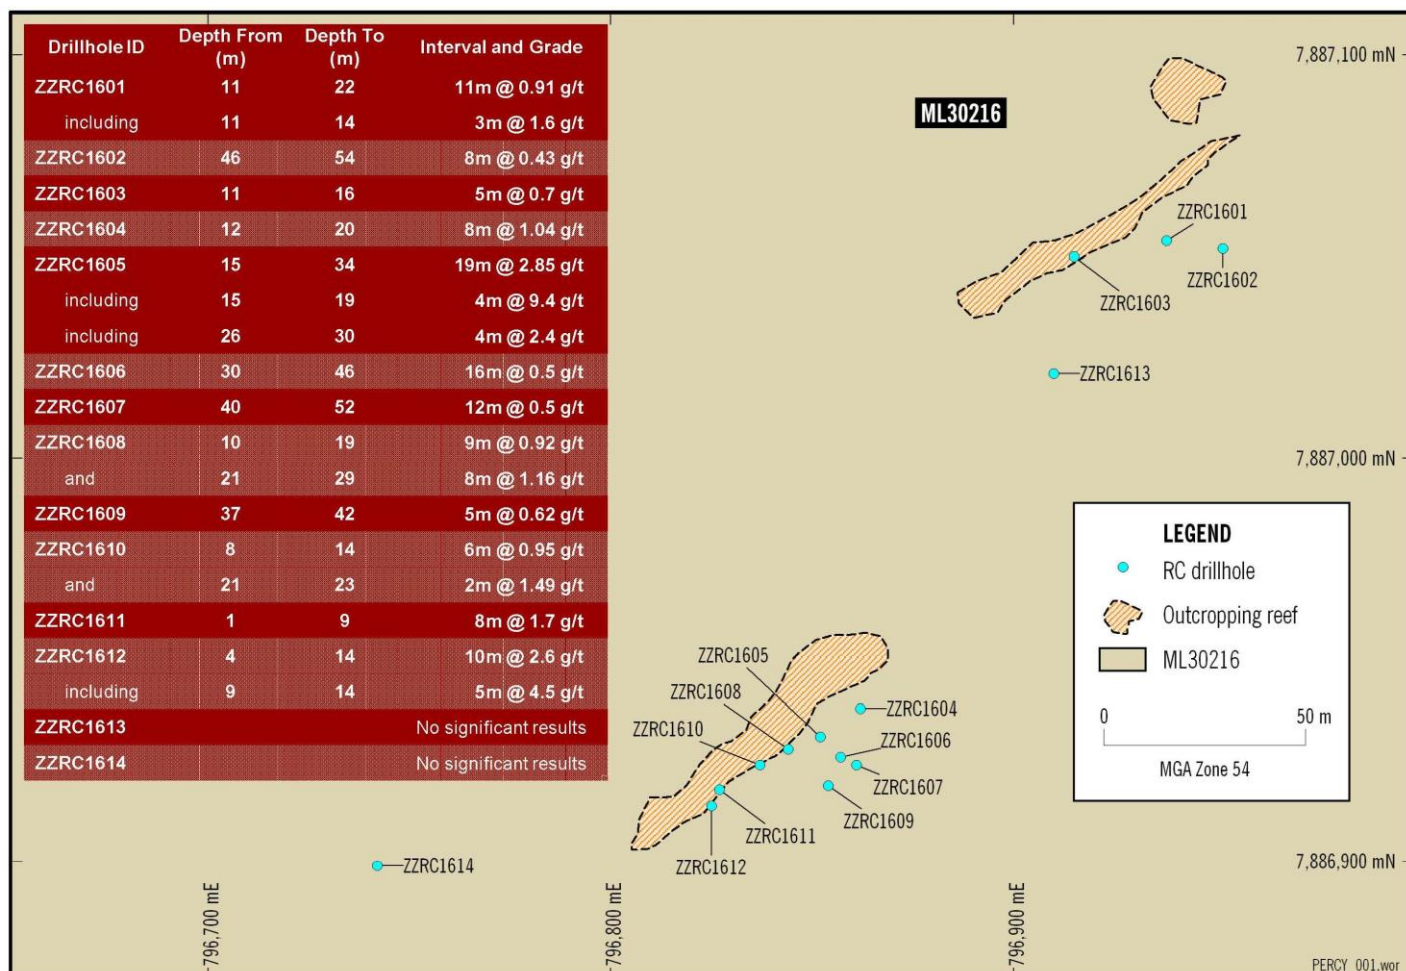 Drillhole ID Depth From (m) Depth To (m) Interval and Grade
ZZRC1601 11 22 11m @ 0.91 g/t
including 11 14 3m @ 1.6 g/t
ZZRC1602 46 54 8m @ 0.43 g/t
ZZRC1603 11 16 5m @ 0.7 g/t
ZZRC1604 12 20 8m @ 1.04 g/t
ZZRC1605 15 34 19m @ 2.85 g/t
including 15 19 4m @ 9.4 g/t
including 26 30 4m @ 2.4 g/t
ZZRC1606 30 46 16m @ 0.5 g/t
ZZRC1607 40 52 12m @ 0.5 g/t
ZZRC1608 10 19 9m @ 0.92 g/t
and 21 29 8m @ 1.16 g/t
ZZRC1609 37 42 5m @ 0.62 g/t
ZZRC1610 8 14 6m @ 0.95 g/t
and 21 23 2m @ 1.49 g/t
ZZRC1611 1 9 8m @ 1.7 g/t
ZZRC1612 4 14 10m @ 2.6 g/t
including 9 14 5m @ 4.5 g/t
ZZRC1613 No significant results
ZZRC1614 No significant results
7,887,100 mN
ML30216
ZZRC1601
ZZRC1602
ZZRC1603
ZZRC1613
7,887,000 mN
LEGEND
RC drillhole
Outcropping reef
ML30216
0 50 m
MGA Zone 54
ZZRC1605
ZZRC1608
ZZRC1604
ZZRC1610
ZZRC1606
ZZRC1607
ZZRC1609
ZZRC1611
ZZRC1612
ZZRC1614
7,886,900 mN
796,700 mE
796,800 mE
796,900 mE
PERCY_001.wor